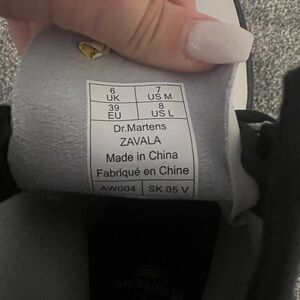 6 7
UK US M
39 8
EU US L
Dr.Martens
ZAVALA
Made in China
Fabriqué en Chine
AW004 SK 05 V